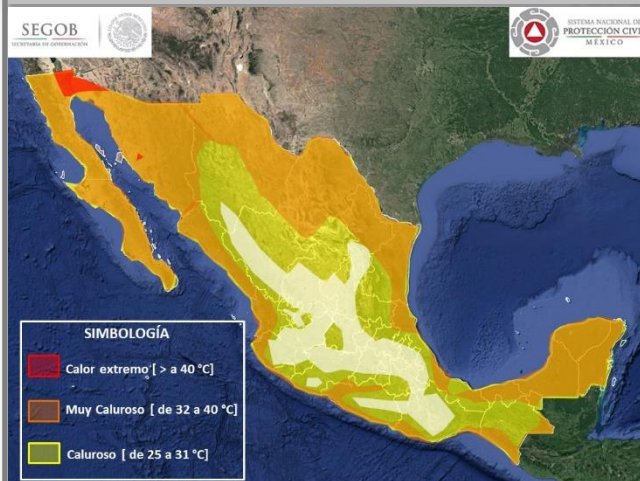 SEGOB
SECRETARÍA DE GOBERNACIÓN
SISTEMA NACIONAL DE
PROTECCIÓN CIVIL
MÉXICO
SIMBOLOGÍA
Calor extremo [ > a 40 °C]
Muy Caluroso [ de 32 a 40 °C]
Caluroso [ de 25 a 31 °C]